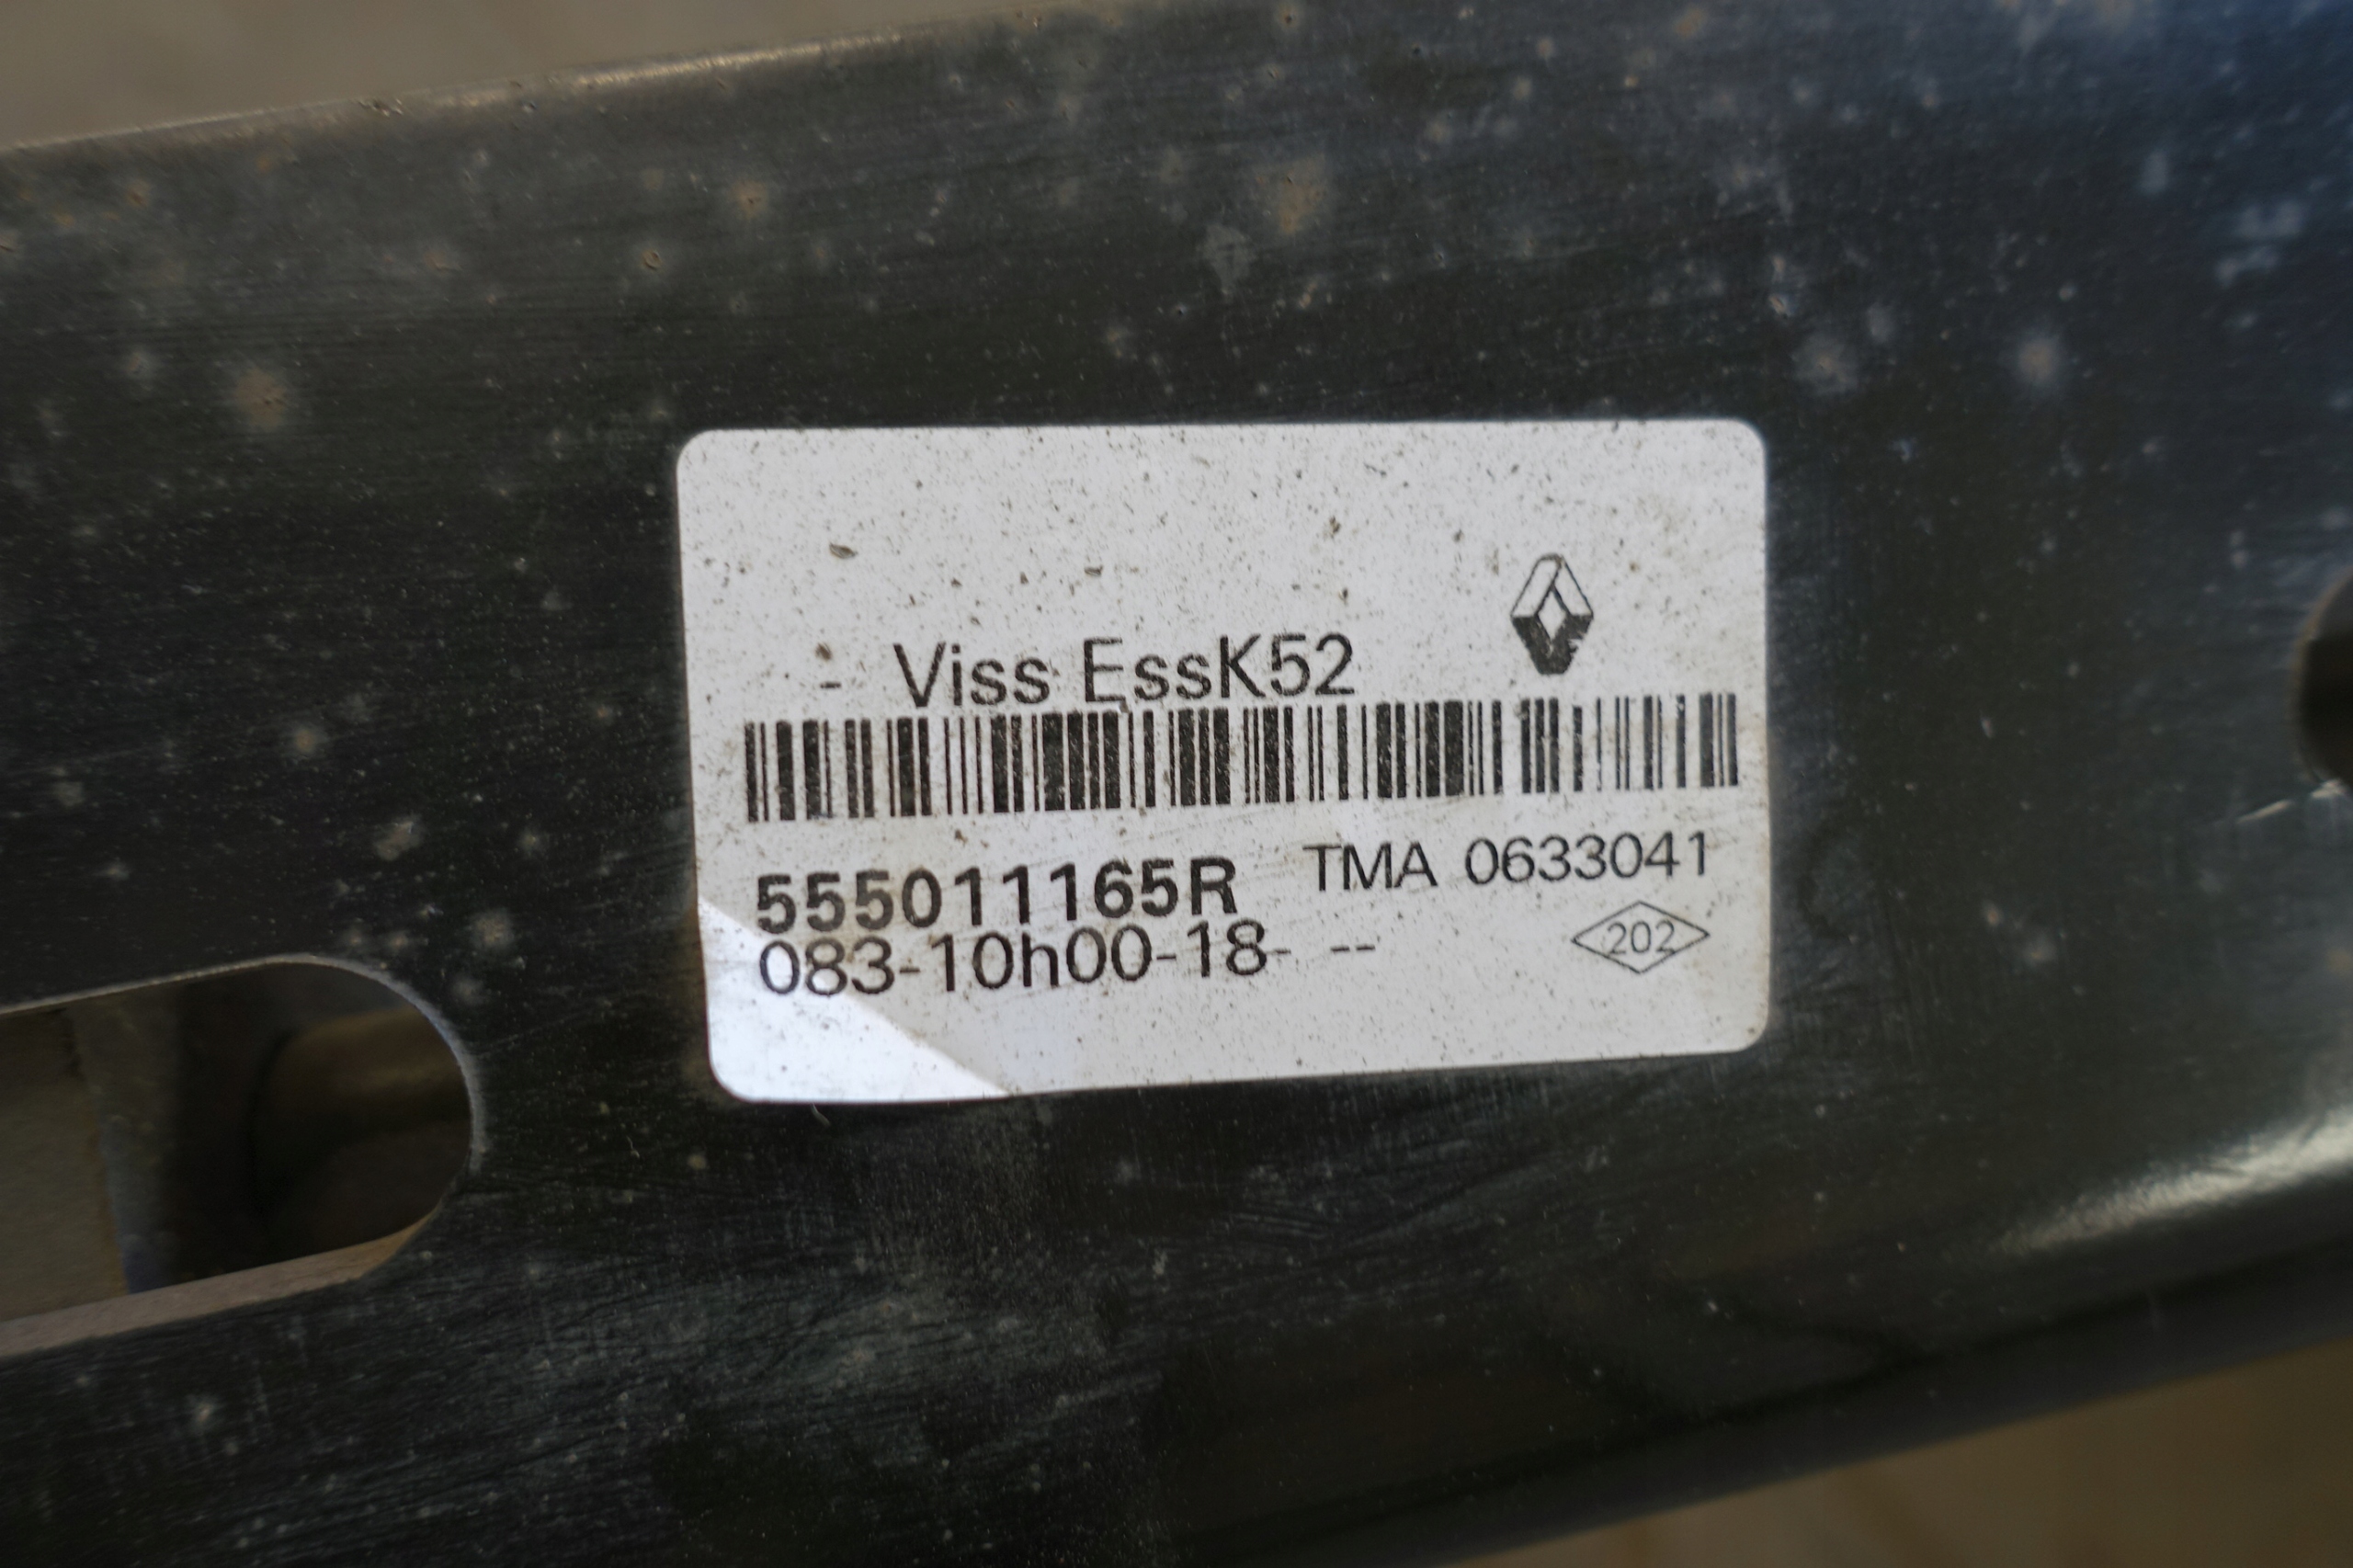 - Viss EssK52
555011165R TMA 0633041
083-10h00-18- --
202